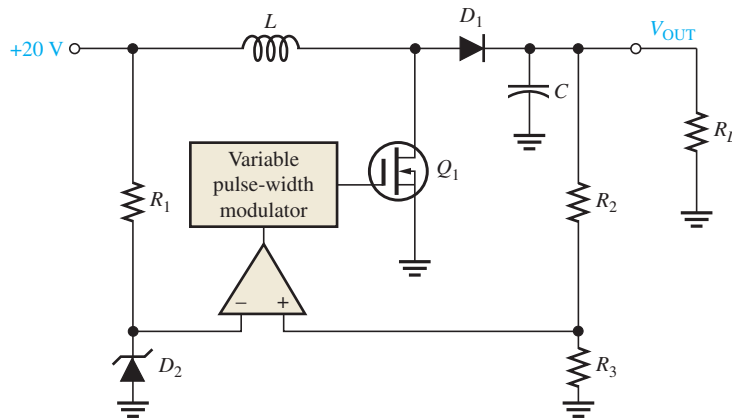 L
D1
+20 V
VOUT
C
RL
Variable
pulse-width
modulator
Q1
R1
R2
– +
D2
R3